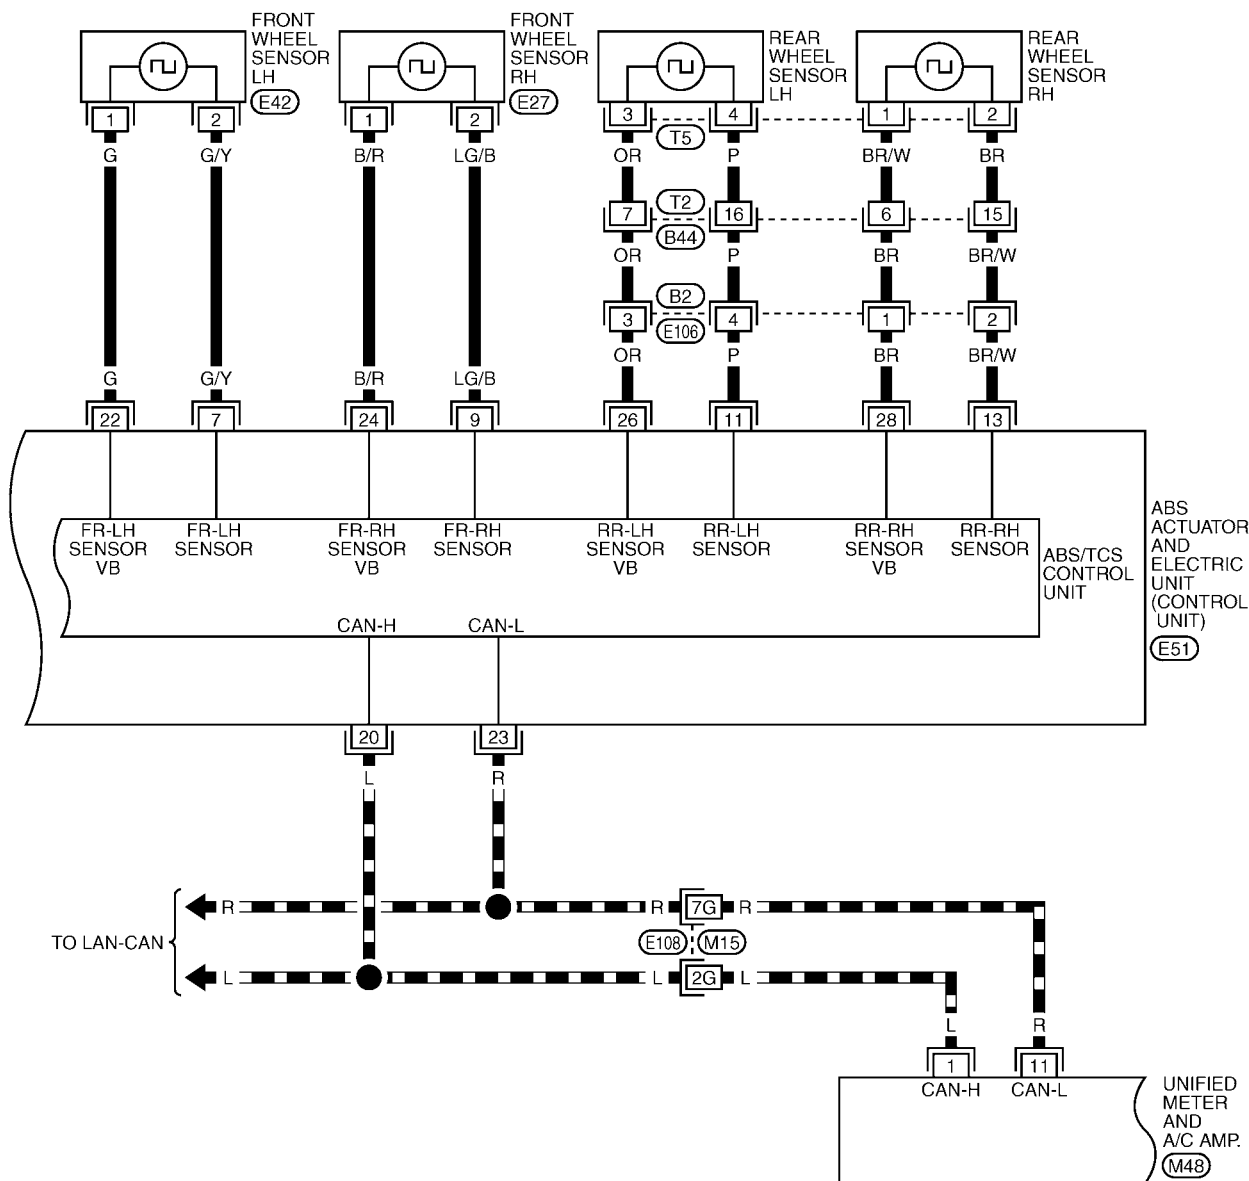 FRONT
WHEEL
SENSOR
LH
E42
FRONT
WHEEL
SENSOR
RH
E27
REAR
WHEEL
SENSOR
LH
REAR
WHEEL
SENSOR
RH
1 2 1 2 3 4 1 2
T5
G G/Y B/R LG/B OR P BR/W BR
T2
7 16 6 15
B44
OR P BR BR/W
B2
3 4 1 2
E106
OR P BR BR/W
G G/Y B/R LG/B
22 7 24 9 26 11 28 13
FR-LH
SENSOR
VB
FR-LH
SENSOR
FR-RH
SENSOR
VB
FR-RH
SENSOR
RR-LH
SENSOR
VB
RR-LH
SENSOR
RR-RH
SENSOR
VB
RR-RH
SENSOR
ABS/TCS
CONTROL
UNIT
ABS
ACTUATOR
AND
ELECTRIC
UNIT
(CONTROL
UNIT)
E51
CAN-H CAN-L
20 23
L R
R R 7G R
TO LAN-CAN
E108 M15
L L 2G L
L R
1 11
CAN-H CAN-L
UNIFIED
METER
AND
A/C AMP.
M48